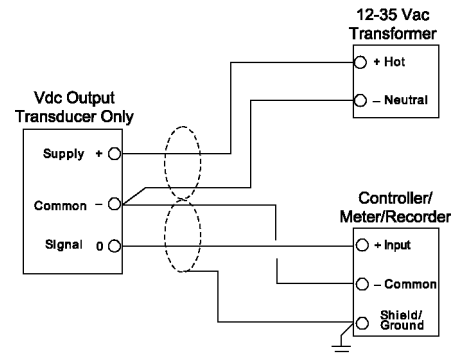 12-35 Vac
Transformer
+ Hot
– Neutral
Vdc Output
Transducer Only
Supply +
Common –
Signal 0
Controller/
Meter/Recorder
+ Input
– Common
Shield/
Ground